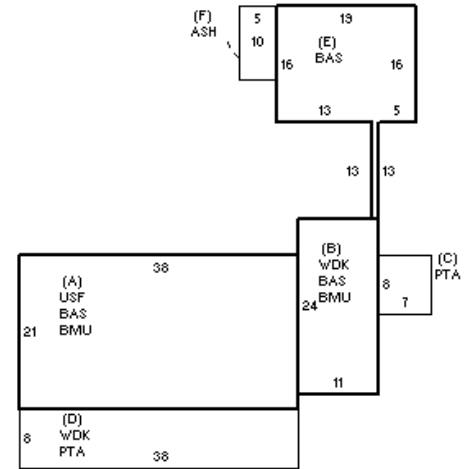 (F)
ASH
5
10
19
(E)
BAS
16
16
13
5
13
13
38
(A)
USF
BAS
BMU
21
(B)
WDK
BAS
BMU
24
11
(C)
PTA
8
7
(D)
WDK
PTA
8
38